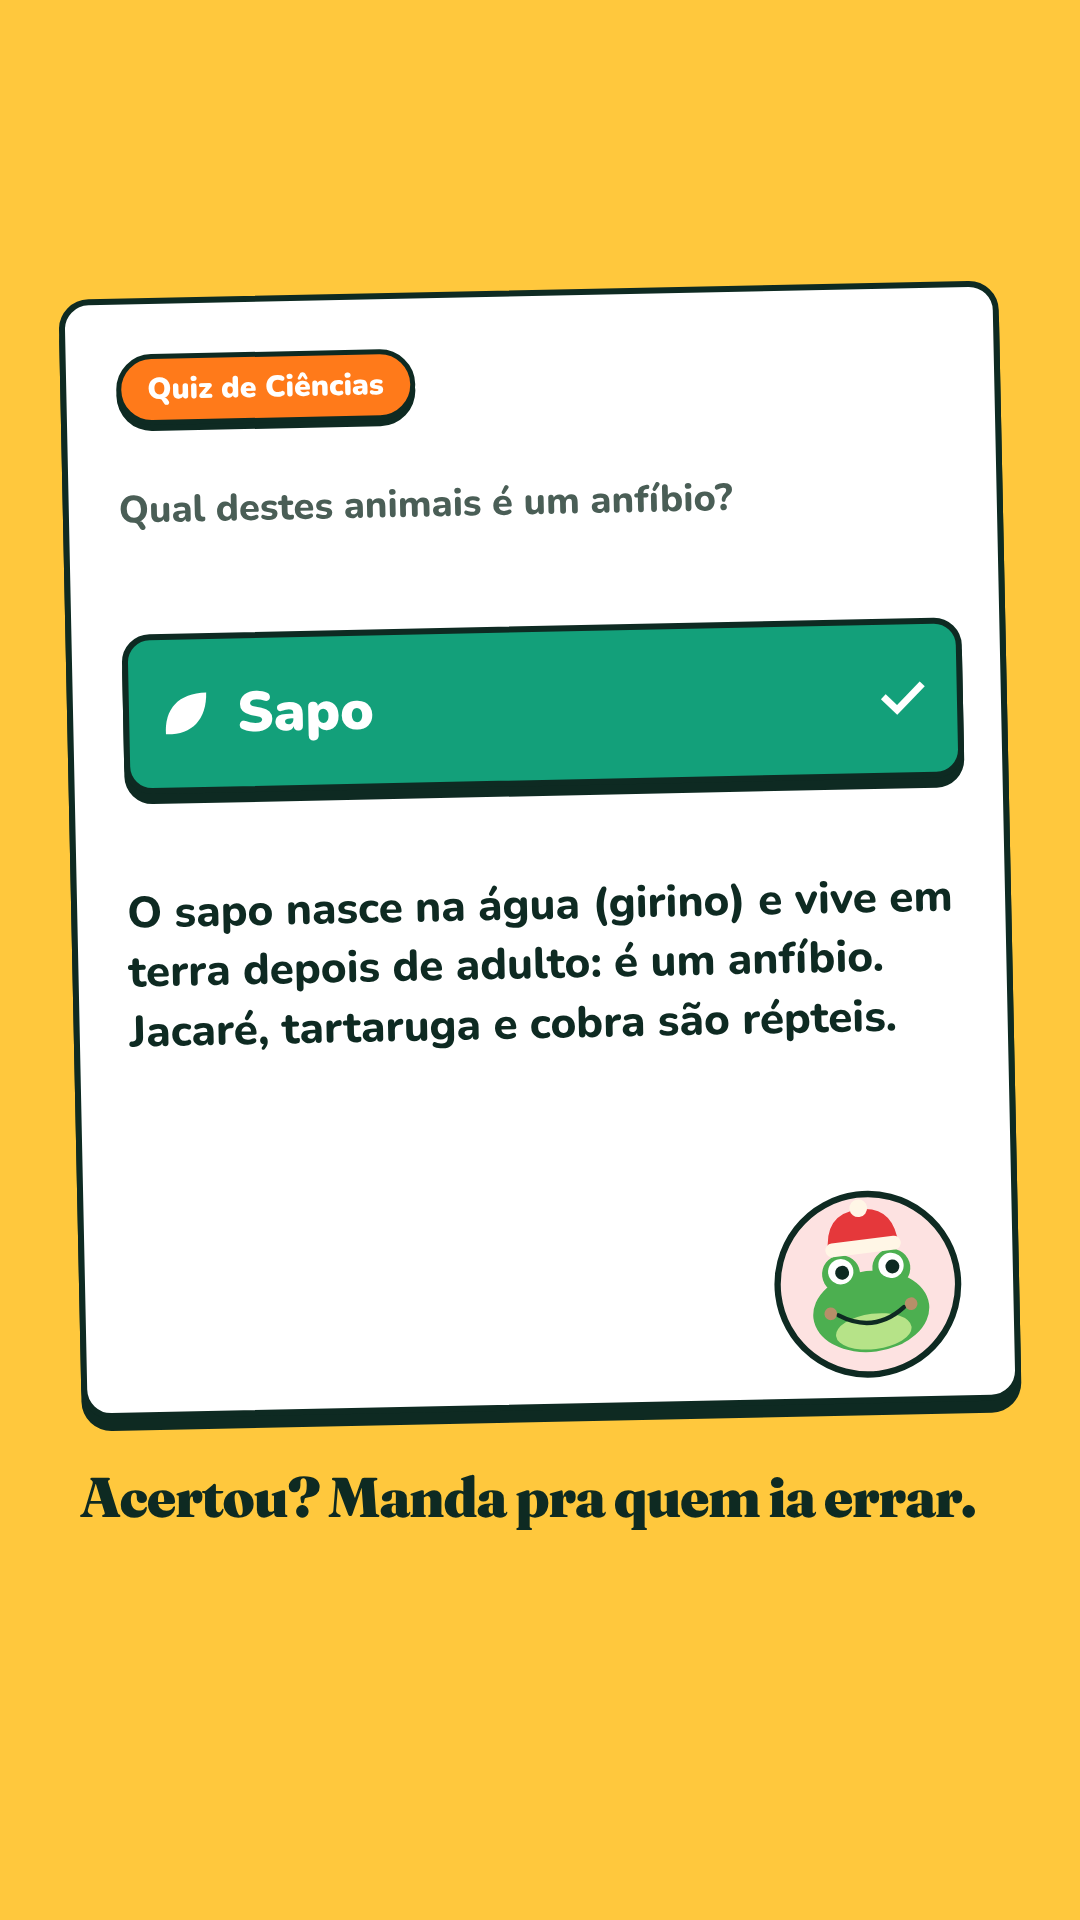 Quiz de Ciências
Qual destes animais é um anfíbio?
Sapo
O sapo nasce na água (girino) e vive em
terra depois de adulto: é um anfíbio.
Jacaré, tartaruga e cobra são répteis.
Acertou? Manda pra quem ia errar.